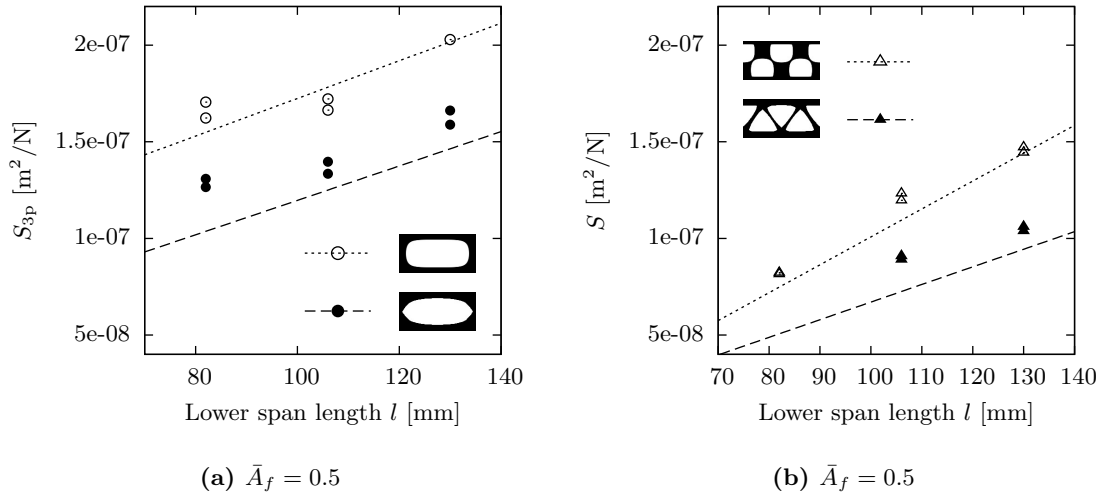 2e-07
1.5e-07
1e-07
5e-08
S3p [m²/N]
80 100 120 140
Lower span length l [mm]
(a) Āf = 0.5
2e-07
1.5e-07
1e-07
5e-08
S [m²/N]
70 80 90 100 110 120 130 140
Lower span length l [mm]
(b) Āf = 0.5